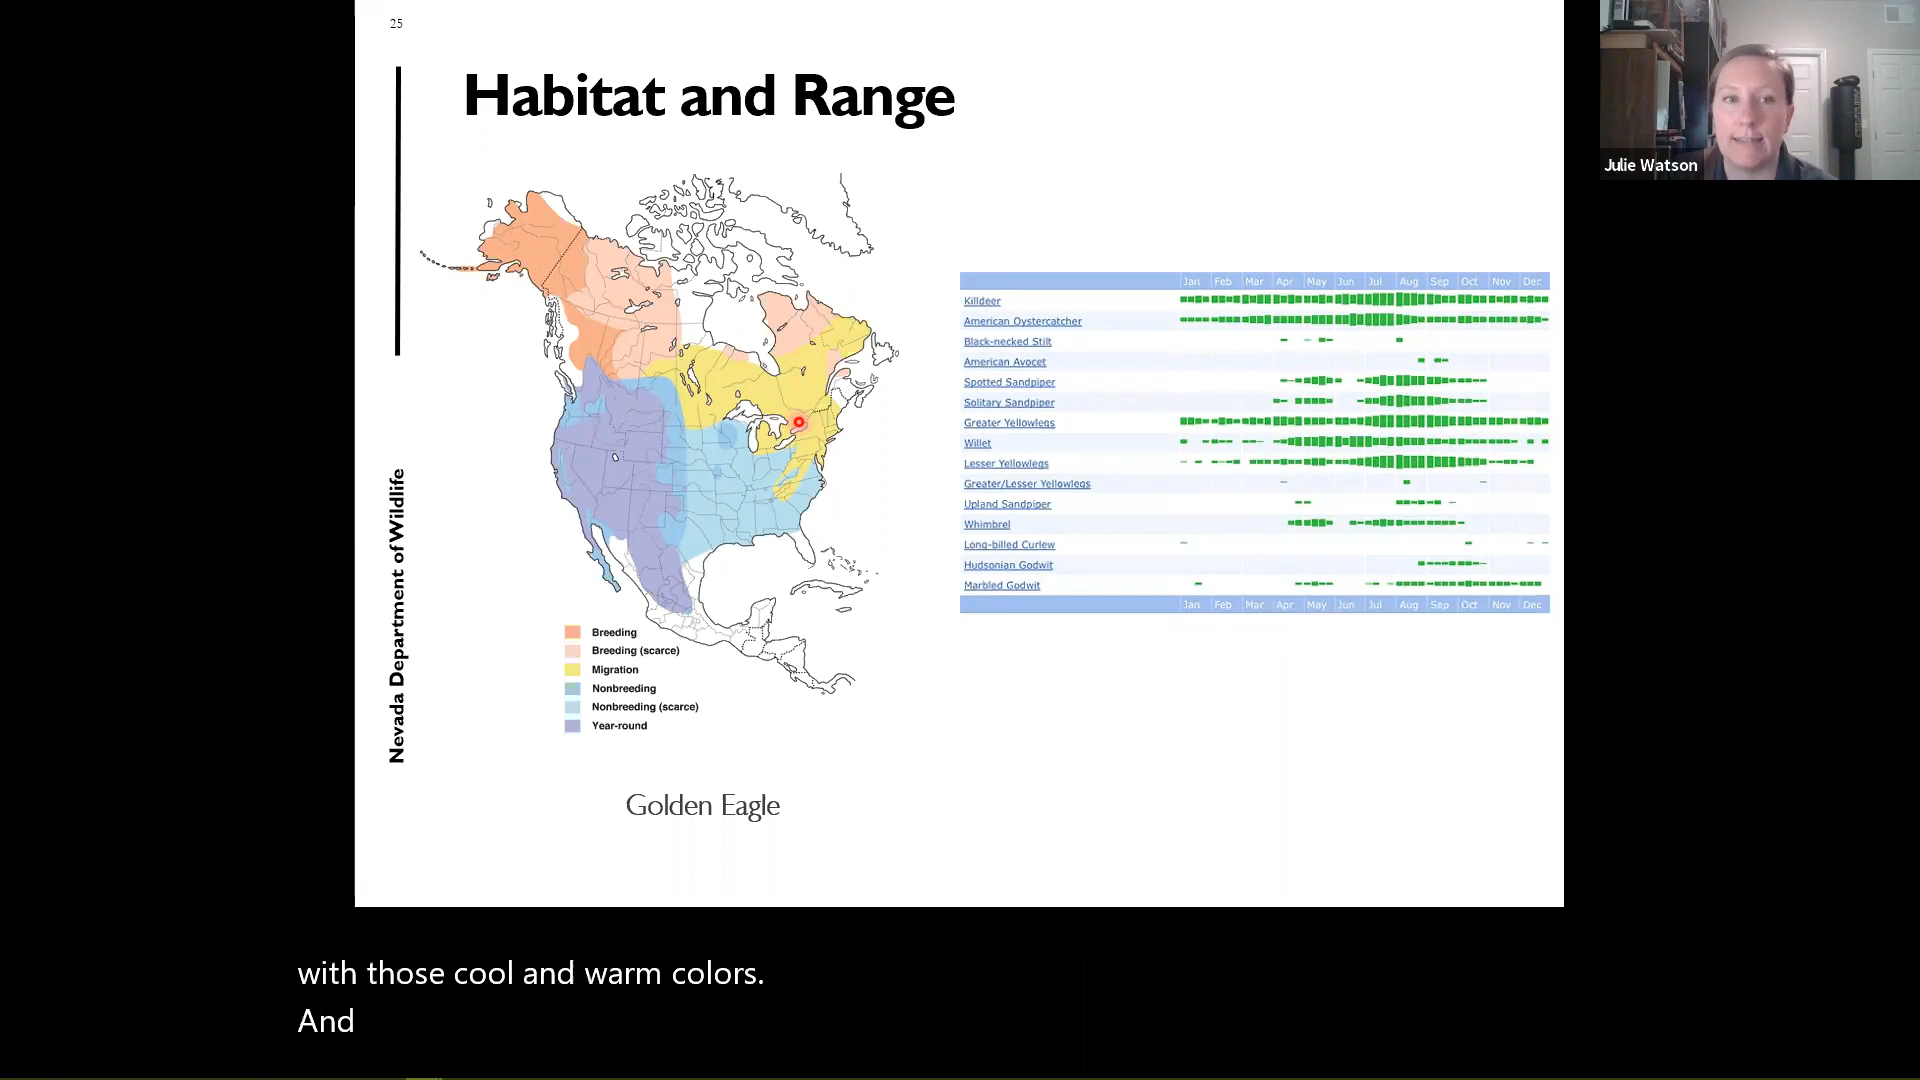 25
Habitat and Range
Nevada Department of Wildlife
Breeding
Breeding (scarce)
Migration
Nonbreeding
Nonbreeding (scarce)
Year-round
Golden Eagle
Jan Feb Mar Apr May Jun Jul Aug Sep Oct Nov Dec
Killdeer
American Oystercatcher
Black-necked Stilt
American Avocet
Spotted Sandpiper
Solitary Sandpiper
Greater Yellowlegs
Willet
Lesser Yellowlegs
Greater/Lesser Yellowlegs
Upland Sandpiper
Whimbrel
Long-billed Curlew
Hudsonian Godwit
Marbled Godwit
Jan Feb Mar Apr May Jun Jul Aug Sep Oct Nov Dec
Julie Watson
with those cool and warm colors.
And